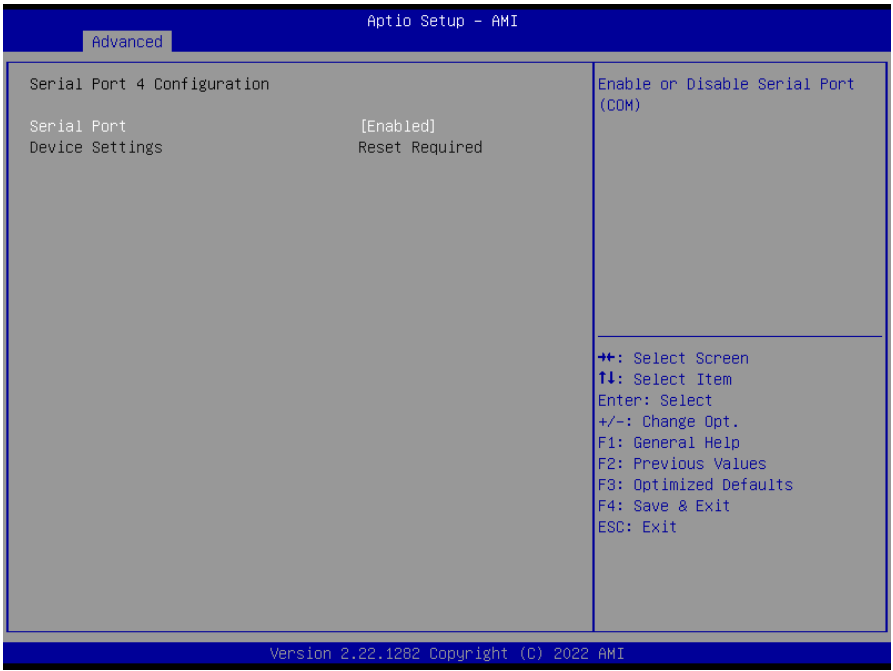 Aptio Setup - AMI
Advanced
Serial Port 4 Configuration
Serial Port [Enabled]
Device Settings Reset Required
Enable or Disable Serial Port
(COM)
→←: Select Screen
↑↓: Select Item
Enter: Select
+/-: Change Opt.
F1: General Help
F2: Previous Values
F3: Optimized Defaults
F4: Save & Exit
ESC: Exit
Version 2.22.1282 Copyright (C) 2022 AMI